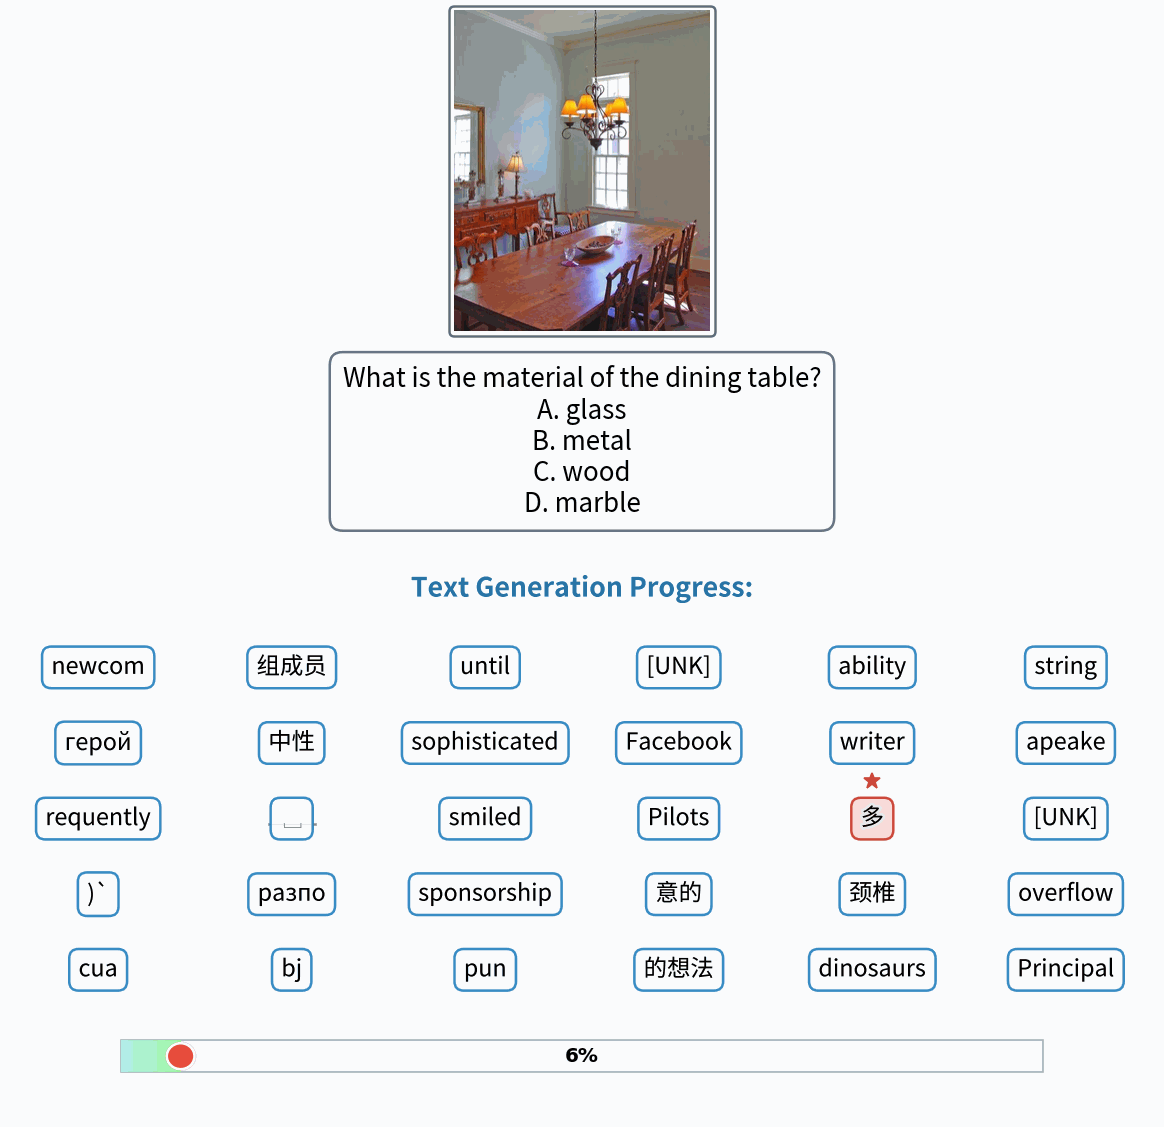 What is the material of the dining table?
A. glass
B. metal
C. wood
D. marble
Text Generation Progress:
newcom 组成员 until [UNK] ability string
герой 中性 sophisticated Facebook writer apeake
requently ␣ smiled Pilots 多 [UNK]
)` разпо sponsorship 意的 颈椎 overflow
cua bj pun 的想法 dinosaurs Principal
6%